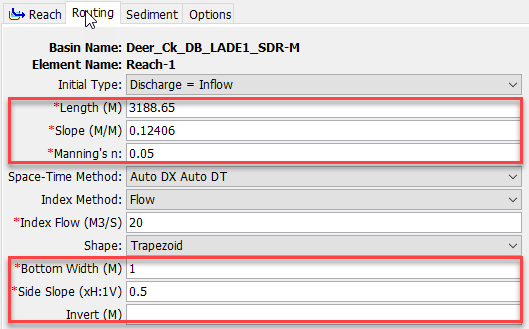 Reach Routing Sediment Options
Basin Name: Deer_Ck_DB_LADE1_SDR-M
Element Name: Reach-1
Initial Type: Discharge = Inflow
*Length (M) 3188.65
*Slope (M/M) 0.12406
*Manning's n: 0.05
Space-Time Method: Auto DX Auto DT
Index Method: Flow
*Index Flow (M3/S) 20
Shape: Trapezoid
*Bottom Width (M) 1
*Side Slope (xH:1V) 0.5
Invert (M)